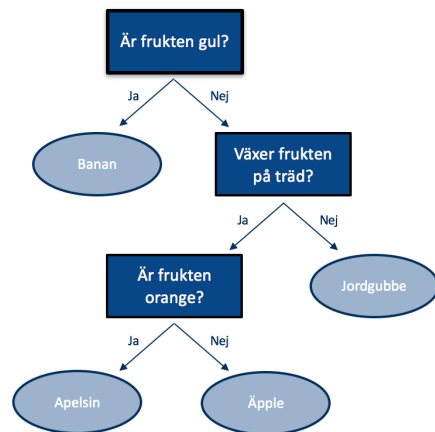 Är frukten gul?
Ja
Nej
Banan
Växer frukten
på träd?
Ja
Nej
Är frukten
orange?
Jordgubbe
Ja
Nej
Apelsin
Äpple